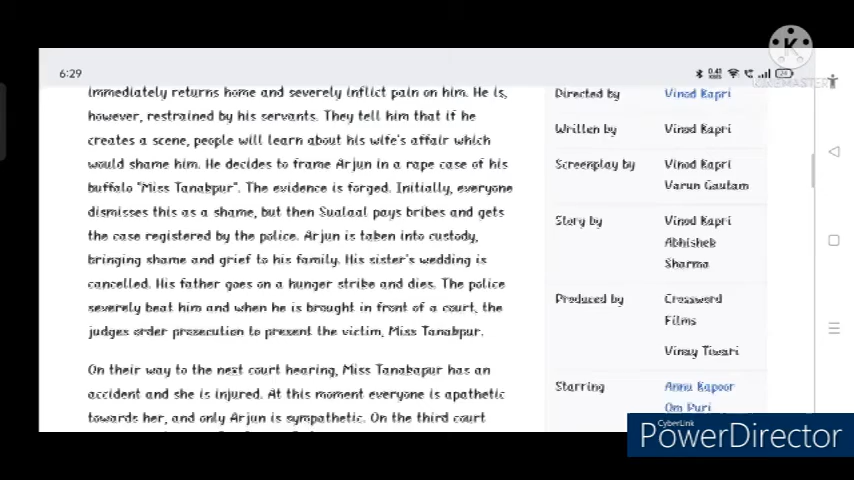 6:29
KINEMASTER
immediately returns home and severely inflict pain on him. He is,
however, restrained by his servants. They tell him that if he
creates a scene, people will learn about his wife's affair which
would shame him. He decides to frame Arjun in a rape case of his
buffalo "Miss Tanakpur". The evidence is forged. Initially, everyone
dismisses this as a shame, but then Sualaal pays bribes and gets
the case registered by the police. Arjun is taken into custody,
bringing shame and grief to his family. His sister's wedding is
cancelled. His father goes on a hunger strike and dies. The police
severely beat him and when he is brought in front of a court, the
judges order prosecution to present the victim, Miss Tanakpur.
On their way to the next court hearing, Miss Tanakapur has an
accident and she is injured. At this moment everyone is apathetic
towards her, and only Arjun is sympathetic. On the third court
Directed by
Vinod Kapri
Written by
Vinod Kapri
Screenplay by
Vinod Kapri
Varun Gautam
Story by
Vinod Kapri
Abhishek
Sharma
Produced by
Crossword
Films
Vinay Tiwari
Starring
Annu Kapoor
Om Puri
CyberLink
PowerDirector